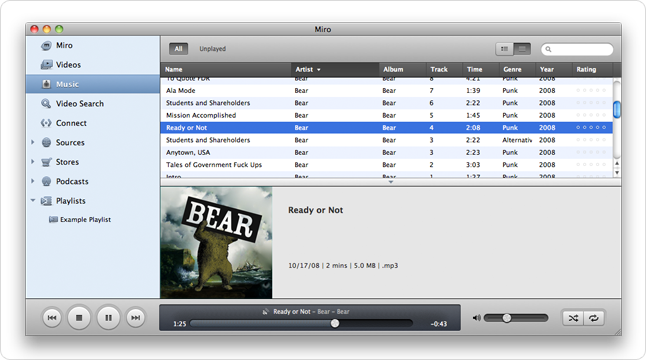 Miro
Miro
All Unplayed
Videos
Name Artist Album Track Time Genre Year Rating
Music
To Quote FDR Bear Bear 8 4:21 Punk 2008
Ala Mode Bear Bear 7 1:39 Punk 2008
Video Search
Students and Shareholders Bear Bear 6 2:22 Punk 2008
Mission Accomplished Bear Bear 5 1:45 Punk 2008
Connect
Ready or Not Bear Bear 4 2:08 Punk 2008
Sources
Students and Shareholders Bear Bear 3 2:22 Alternativ 2008
Anytown, USA Bear Bear 3 2:23 Punk 2008
Stores
Tales of Government Fuck Ups Bear Bear 2 3:03 Punk 2008
Intro Bear Bear 1 1:27 Punk 2008
Podcasts
Playlists
Example Playlist
BEAR
Ready or Not
10/17/08 | 2 mins | 5.0 MB | .mp3
Ready or Not - Bear - Bear
1:25 -0:43